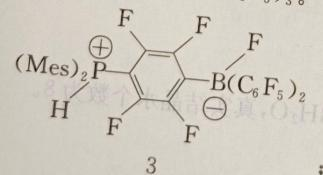 F F F
(Mes)₂P ⊕ B(C₆F₅)₂
H ⊖
F F
3